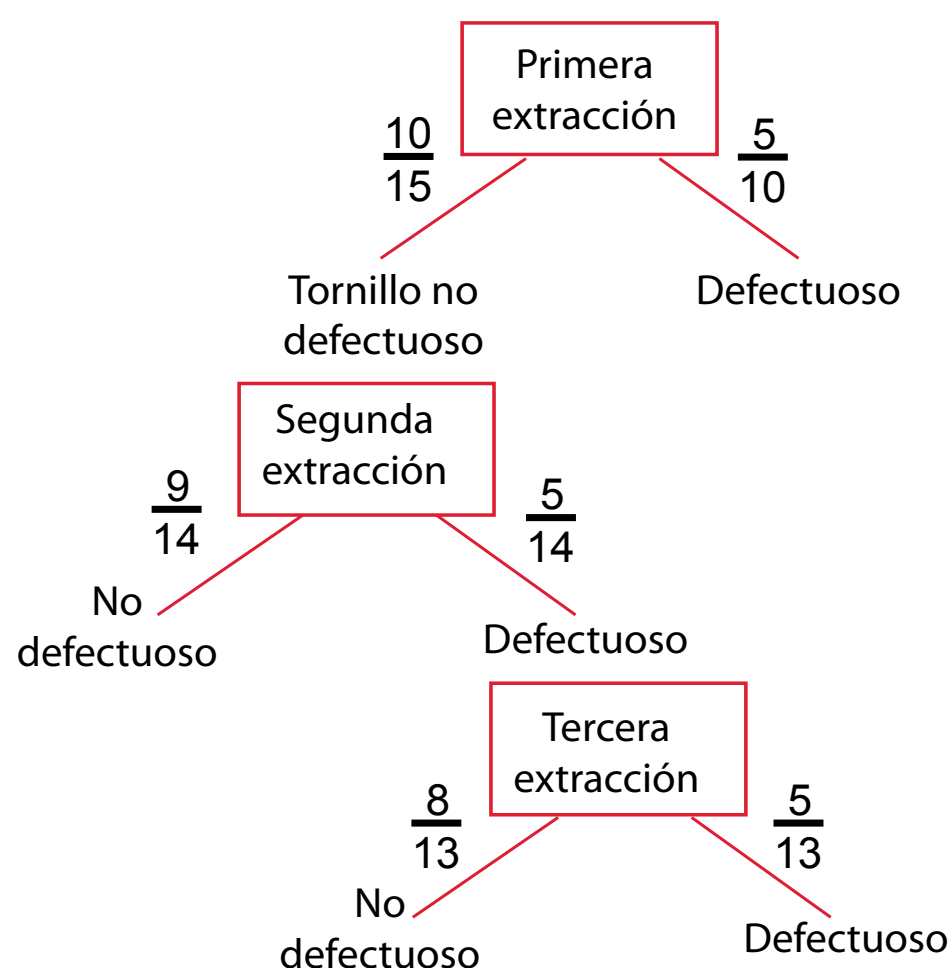 Primera
extracción
10
15
5
10
Tornillo no
defectuoso
Defectuoso
Segunda
extracción
9
14
5
14
No
defectuoso
Defectuoso
Tercera
extracción
8
13
5
13
No
defectuoso
Defectuoso